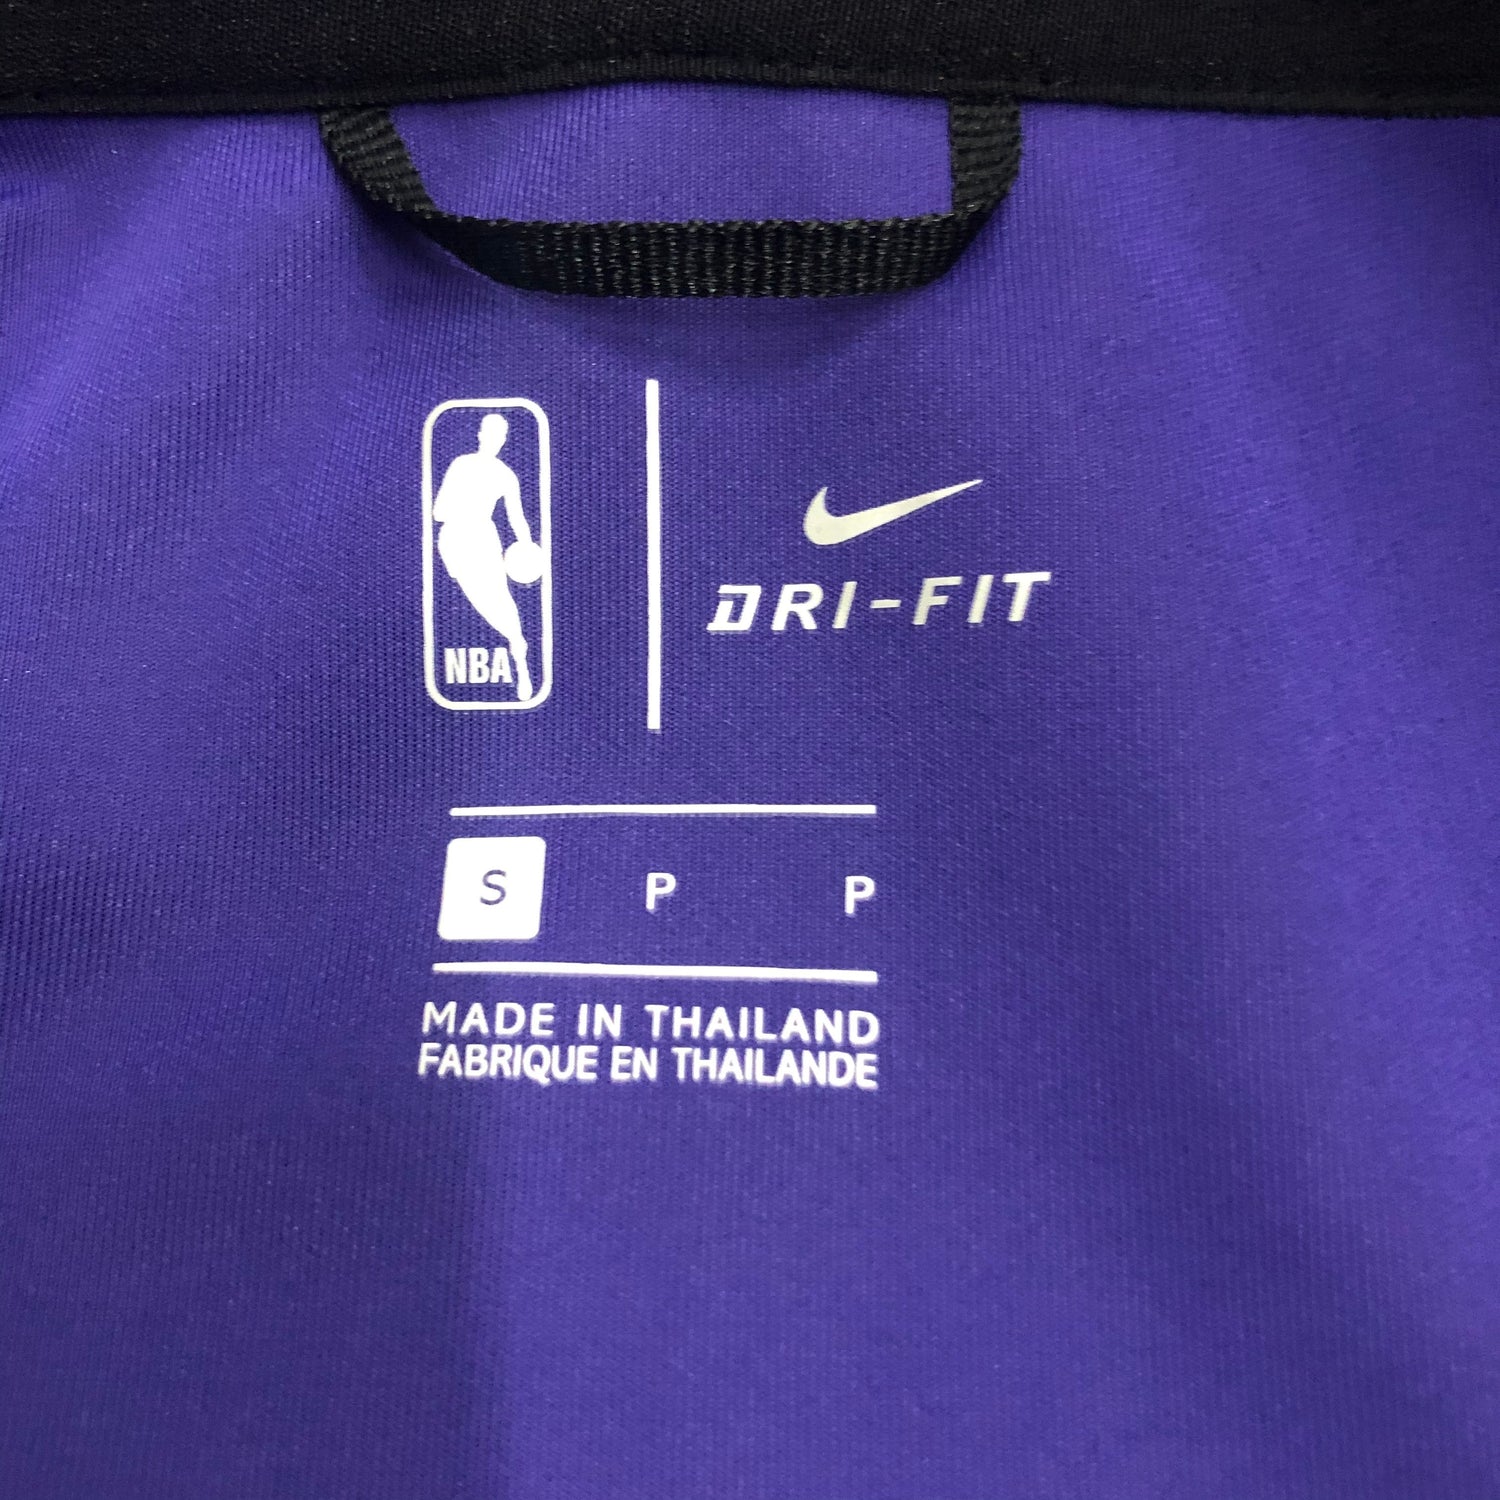 NBA
DRI-FIT
S P P
MADE IN THAILAND
FABRIQUE EN THAILANDE